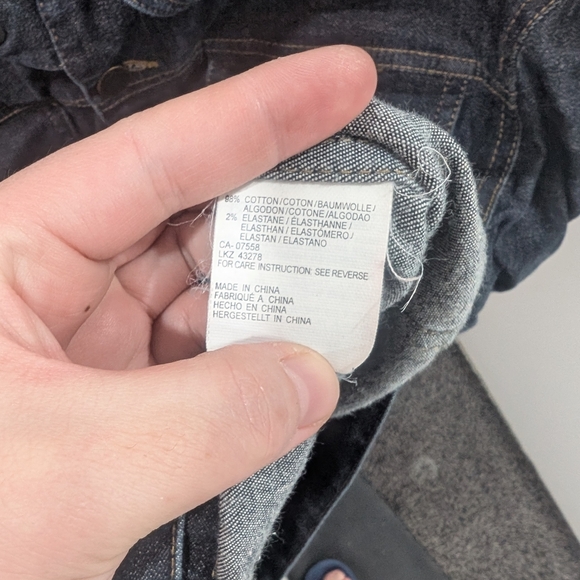 98% COTTON/COTON/BAUMWOLLE/
ALGODON/COTONE/ALGODAO
2% ELASTANE/ÉLASTHANNE/
ELASTHAN/ELASTÓMERO/
ELASTAN/ELASTANO
CA- 07558
LKZ 43278
FOR CARE INSTRUCTION: SEE REVERSE
MADE IN CHINA
FABRIQUÉ À CHINA
HECHO EN CHINA
HERGESTELLT IN CHINA